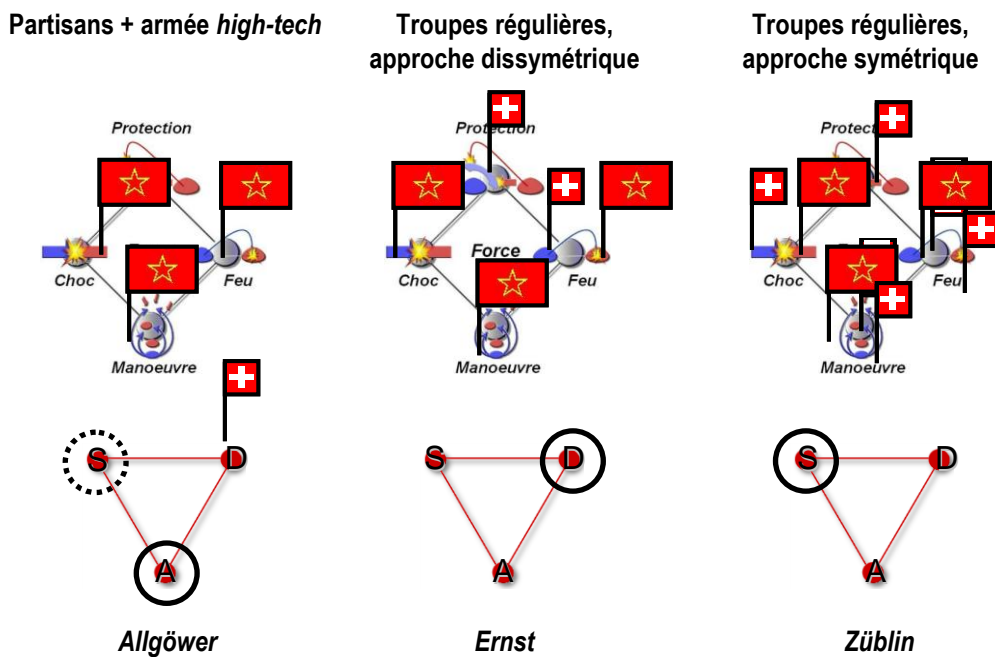 Partisans + armée high-tech
Troupes régulières,
approche dissymétrique
Troupes régulières,
approche symétrique
Protection
Choc
Feu
Manoeuvre
Protection
Force
Choc
Feu
Manoeuvre
Choc
Feu
Manoeuvre
S
D
A
S
D
A
S
D
A
Allgöwer
Ernst
Züblin